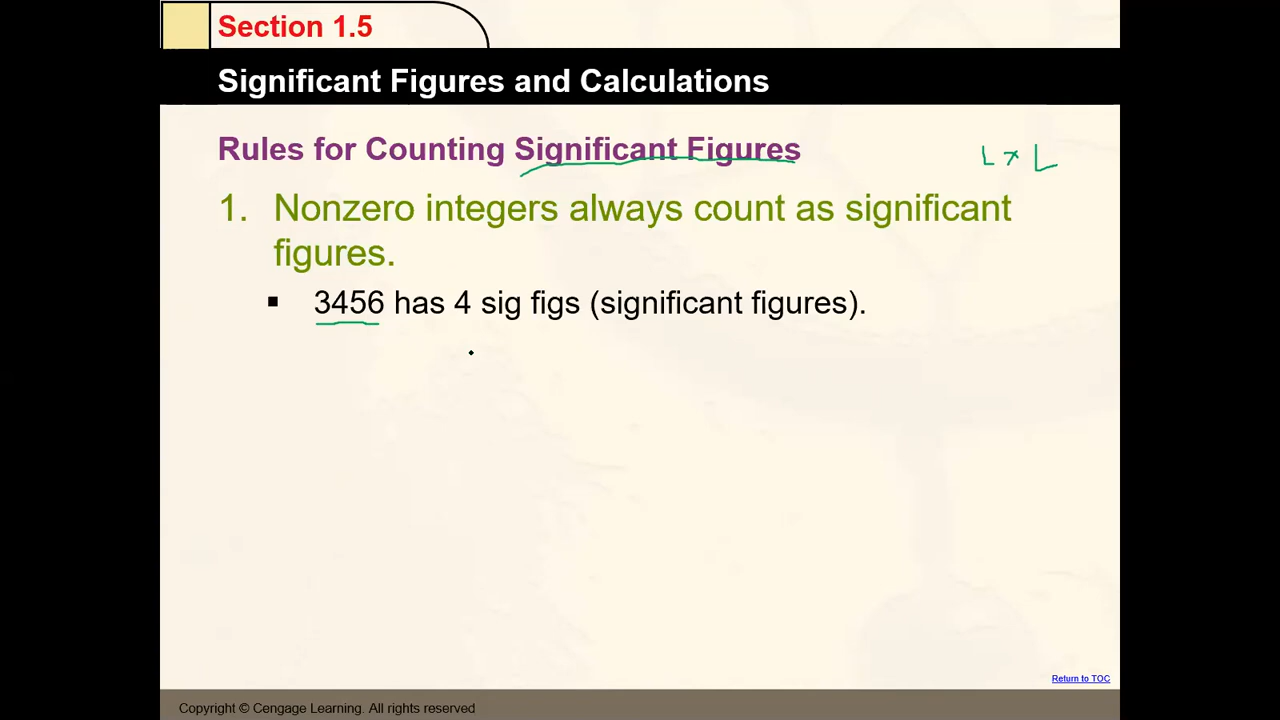 Section 1.5
Significant Figures and Calculations
Rules for Counting Significant Figures
L x L
1. Nonzero integers always count as significant
figures.
▪ 3456 has 4 sig figs (significant figures).
Return to TOC
Copyright © Cengage Learning. All rights reserved